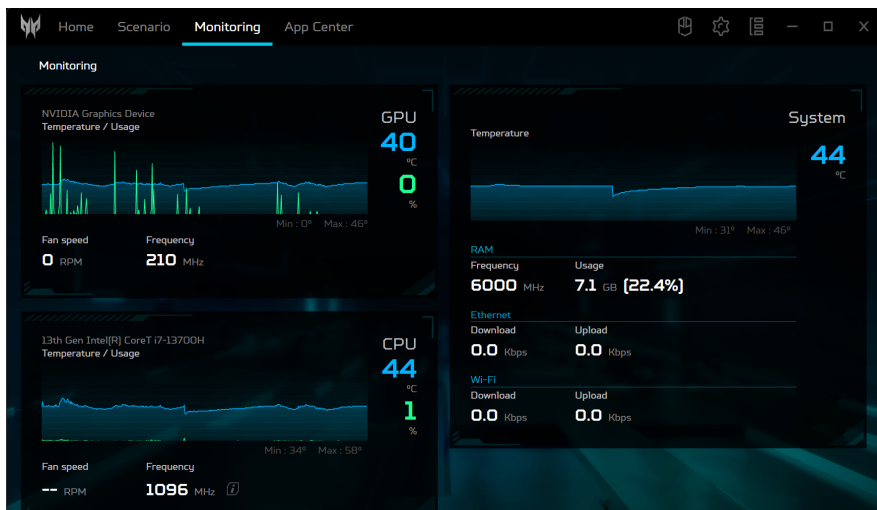 Home Scenario Monitoring App Center
Monitoring
NVIDIA Graphics Device
Temperature / Usage
GPU
40
°C
0
%
Min : 0° Max : 46°
Fan speed Frequency
0 RPM 210 MHz
13th Gen Intel(R) CoreT i7-13700H
Temperature / Usage
CPU
44
°C
1
%
Min : 34° Max : 58°
Fan speed Frequency
-- RPM 1096 MHz i
System
Temperature
44
°C
Min : 31° Max : 46°
RAM
Frequency Usage
6000 MHz 7.1 GB (22.4%)
Ethernet
Download Upload
0.0 Kbps 0.0 Kbps
Wi-Fi
Download Upload
0.0 Kbps 0.0 Kbps